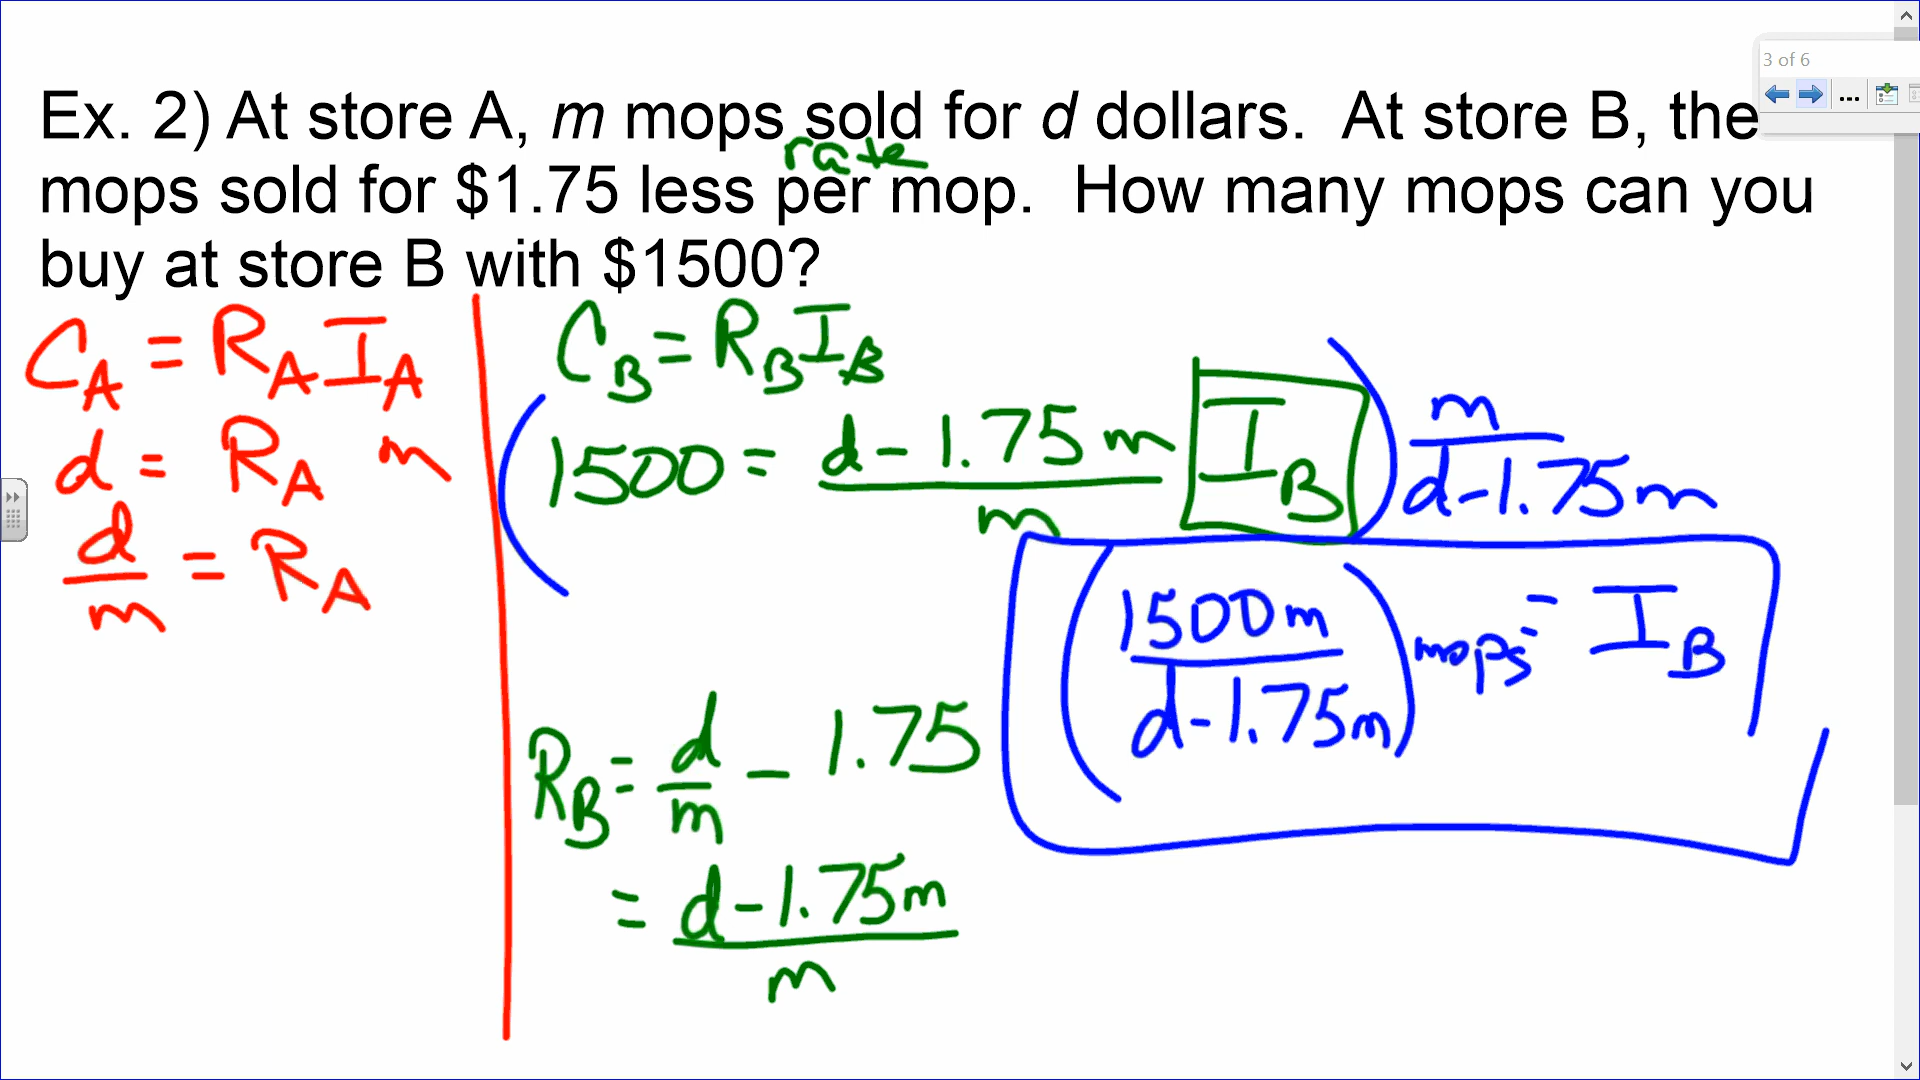 3 of 6
Ex. 2) At store A, m mops sold for d dollars. At store B, the
rate
mops sold for $1.75 less per mop. How many mops can you
buy at store B with $1500?
C_A = R_A I_A
d = R_A m
d/m = R_A
C_B = R_B I_B
(1500 = (d - 1.75m)/m I_B) m/(d - 1.75m)
(1500m/(d - 1.75m)) mops = I_B
R_B = d/m - 1.75
= (d - 1.75m)/m